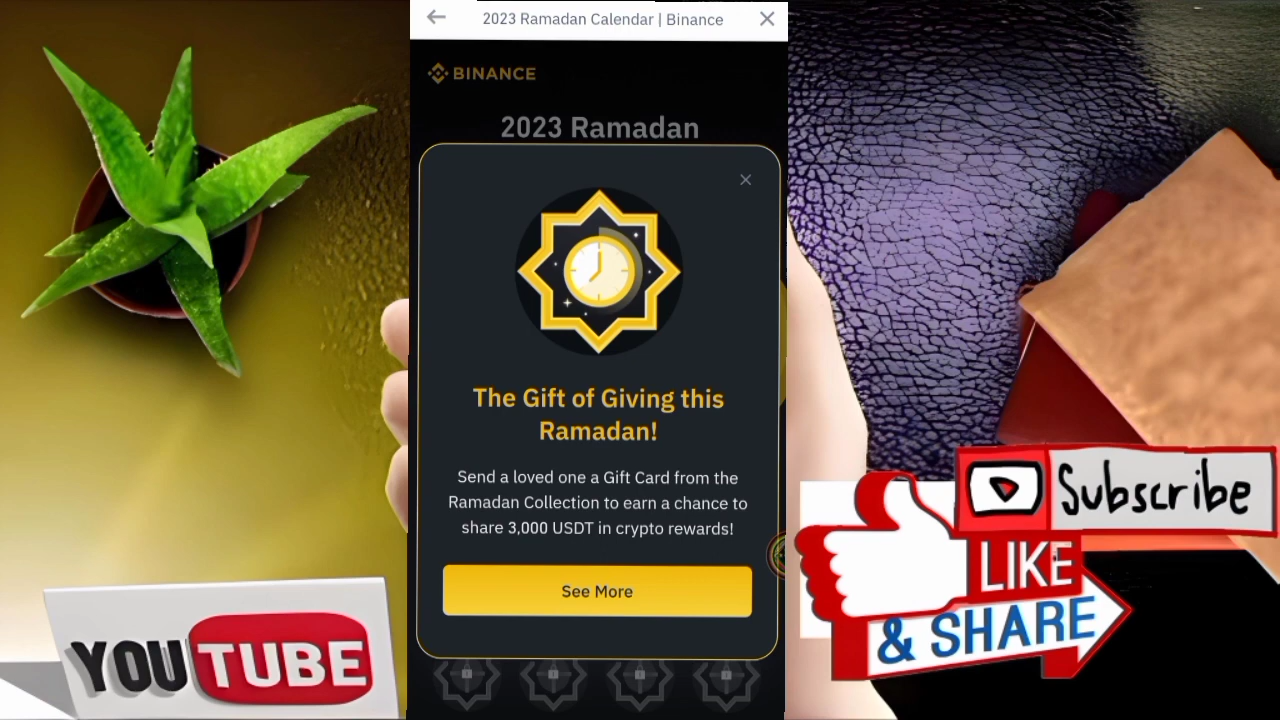 2023 Ramadan Calendar | Binance
BINANCE
2023 Ramadan
The Gift of Giving this
Ramadan!
Send a loved one a Gift Card from the
Ramadan Collection to earn a chance to
share 3,000 USDT in crypto rewards!
See More
YOUTUBE
Subscribe
LIKE
& SHARE